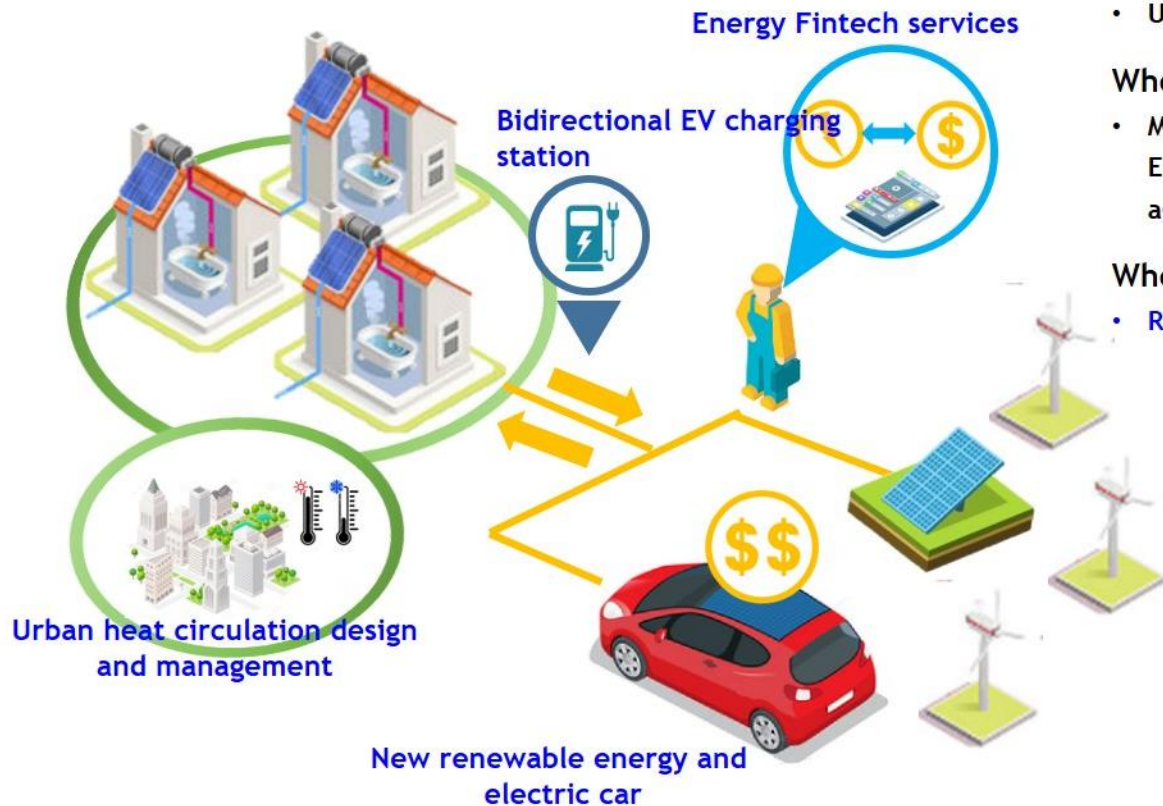 Energy Fintech services
Bidirectional EV charging
station
$
$$
Urban heat circulation design
and management
New renewable energy and
electric car
• U
•